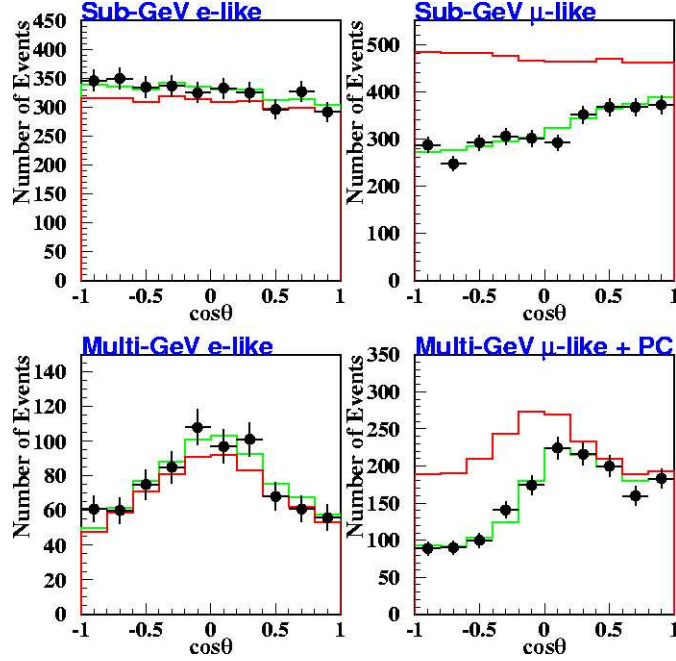 Sub-GeV e-like
Number of Events
450
400
350
300
250
200
150
100
50
0
-1 -0.5 0 0.5 1
cosθ
Sub-GeV μ-like
Number of Events
500
400
300
200
100
0
-1 -0.5 0 0.5 1
cosθ
Multi-GeV e-like
Number of Events
140
120
100
80
60
40
20
0
-1 -0.5 0 0.5 1
cosθ
Multi-GeV μ-like + PC
Number of Events
350
300
250
200
150
100
50
0
-1 -0.5 0 0.5 1
cosθ